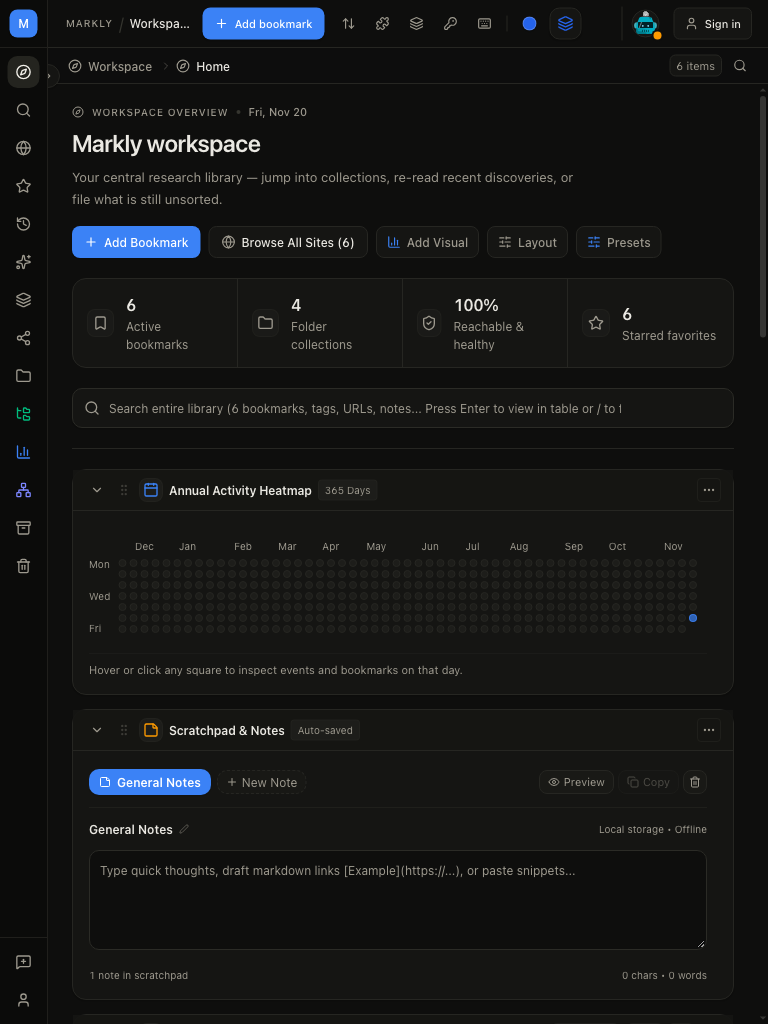 M
MARKLY / Workspa...
Add bookmark
Sign in
Workspace
Home
6 items
WORKSPACE OVERVIEW • Fri, Nov 20
Markly workspace
Your central research library — jump into collections, re-read recent discoveries, or
file what is still unsorted.
Add Bookmark
Browse All Sites (6)
Add Visual
Layout
Presets
6
Active
bookmarks
4
Folder
collections
100%
Reachable &
healthy
6
Starred favorites
Search entire library (6 bookmarks, tags, URLs, notes... Press Enter to view in table or / to f
Annual Activity Heatmap
365 Days
Dec Jan Feb Mar Apr May Jun Jul Aug Sep Oct Nov
Mon
Wed
Fri
Hover or click any square to inspect events and bookmarks on that day.
Scratchpad & Notes
Auto-saved
General Notes
New Note
Preview
Copy
General Notes
Local storage • Offline
Type quick thoughts, draft markdown links [Example](https://...), or paste snippets...
1 note in scratchpad
0 chars • 0 words